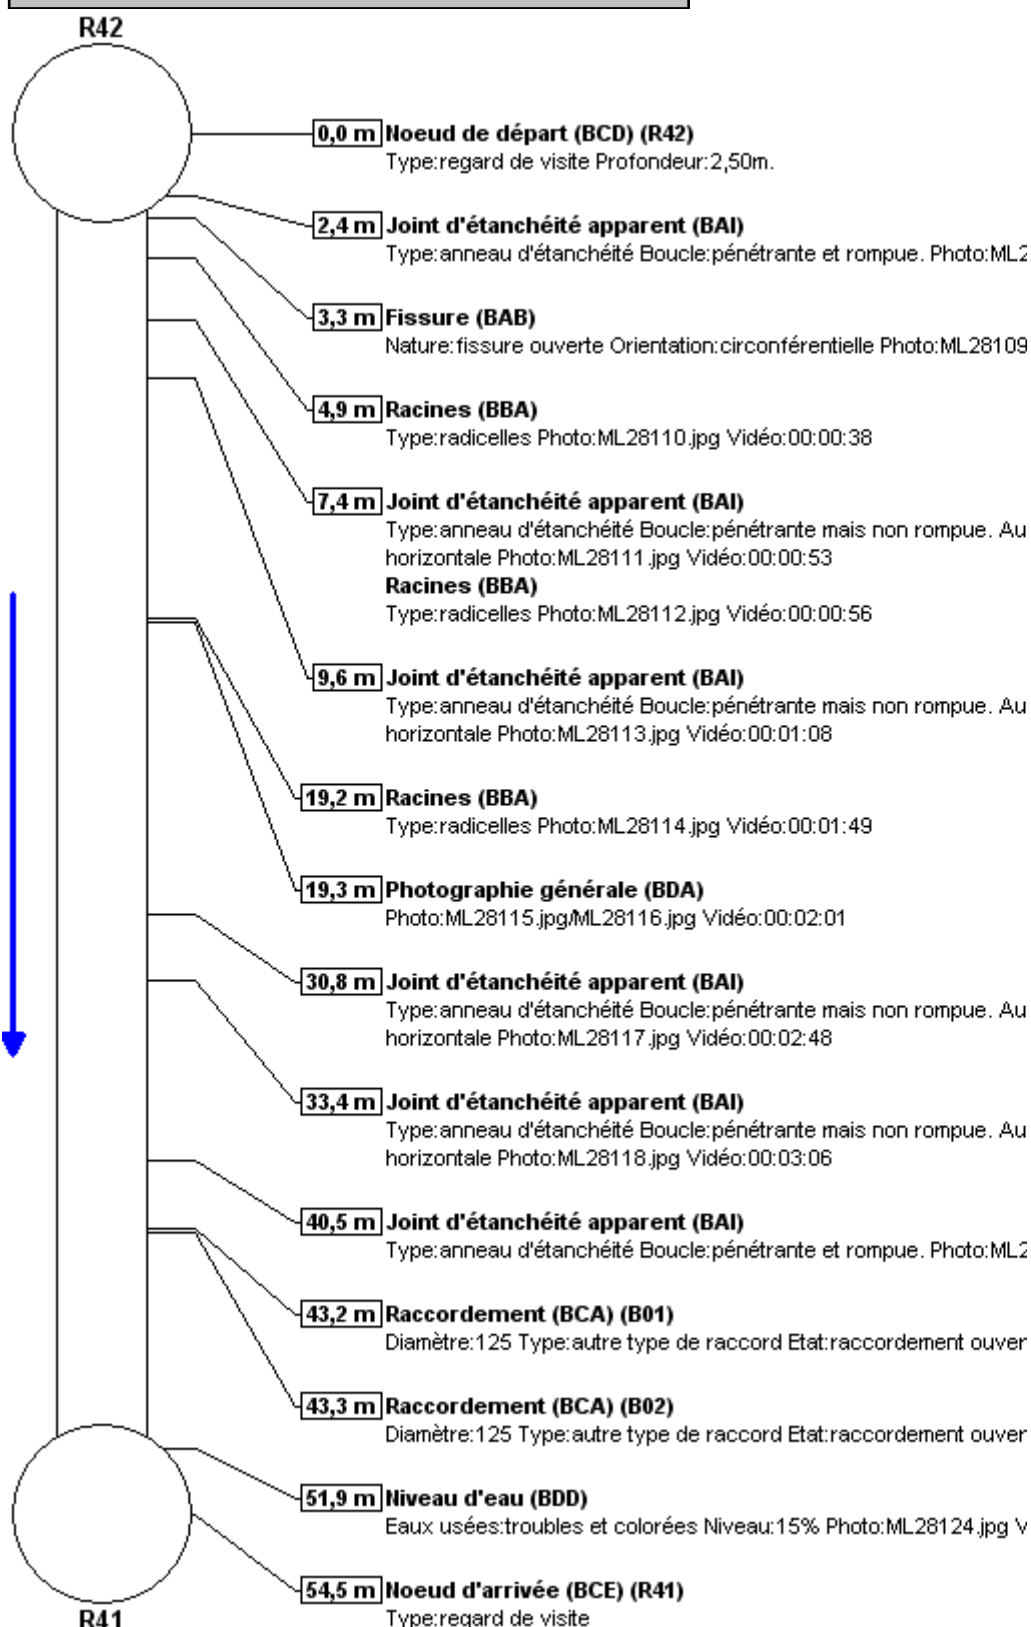 R42
0,0 m Noeud de départ (BCD) (R42)
Type:regard de visite Profondeur:2,50m.
2,4 m Joint d'étanchéité apparent (BAI)
Type:anneau d'étanchéité Boucle:pénétrante et rompue. Photo:ML2
3,3 m Fissure (BAB)
Nature:fissure ouverte Orientation:circonférentielle Photo:ML28109
4,9 m Racines (BBA)
Type:radicelles Photo:ML28110.jpg Vidéo:00:00:38
7,4 m Joint d'étanchéité apparent (BAI)
Type:anneau d'étanchéité Boucle:pénétrante mais non rompue. Au
horizontale Photo:ML28111.jpg Vidéo:00:00:53
Racines (BBA)
Type:radicelles Photo:ML28112.jpg Vidéo:00:00:56
9,6 m Joint d'étanchéité apparent (BAI)
Type:anneau d'étanchéité Boucle:pénétrante mais non rompue. Au
horizontale Photo:ML28113.jpg Vidéo:00:01:08
19,2 m Racines (BBA)
Type:radicelles Photo:ML28114.jpg Vidéo:00:01:49
19,3 m Photographie générale (BDA)
Photo:ML28115.jpg/ML28116.jpg Vidéo:00:02:01
30,8 m Joint d'étanchéité apparent (BAI)
Type:anneau d'étanchéité Boucle:pénétrante mais non rompue. Au
horizontale Photo:ML28117.jpg Vidéo:00:02:48
33,4 m Joint d'étanchéité apparent (BAI)
Type:anneau d'étanchéité Boucle:pénétrante mais non rompue. Au
horizontale Photo:ML28118.jpg Vidéo:00:03:06
40,5 m Joint d'étanchéité apparent (BAI)
Type:anneau d'étanchéité Boucle:pénétrante et rompue. Photo:ML2
43,2 m Raccordement (BCA) (B01)
Diamètre:125 Type:autre type de raccord Etat:raccordement ouver
43,3 m Raccordement (BCA) (B02)
Diamètre:125 Type:autre type de raccord Etat:raccordement ouver
51,9 m Niveau d'eau (BDD)
Eaux usées:troubles et colorées Niveau:15% Photo:ML28124.jpg V
54,5 m Noeud d'arrivée (BCE) (R41)
Type:regard de visite
R41